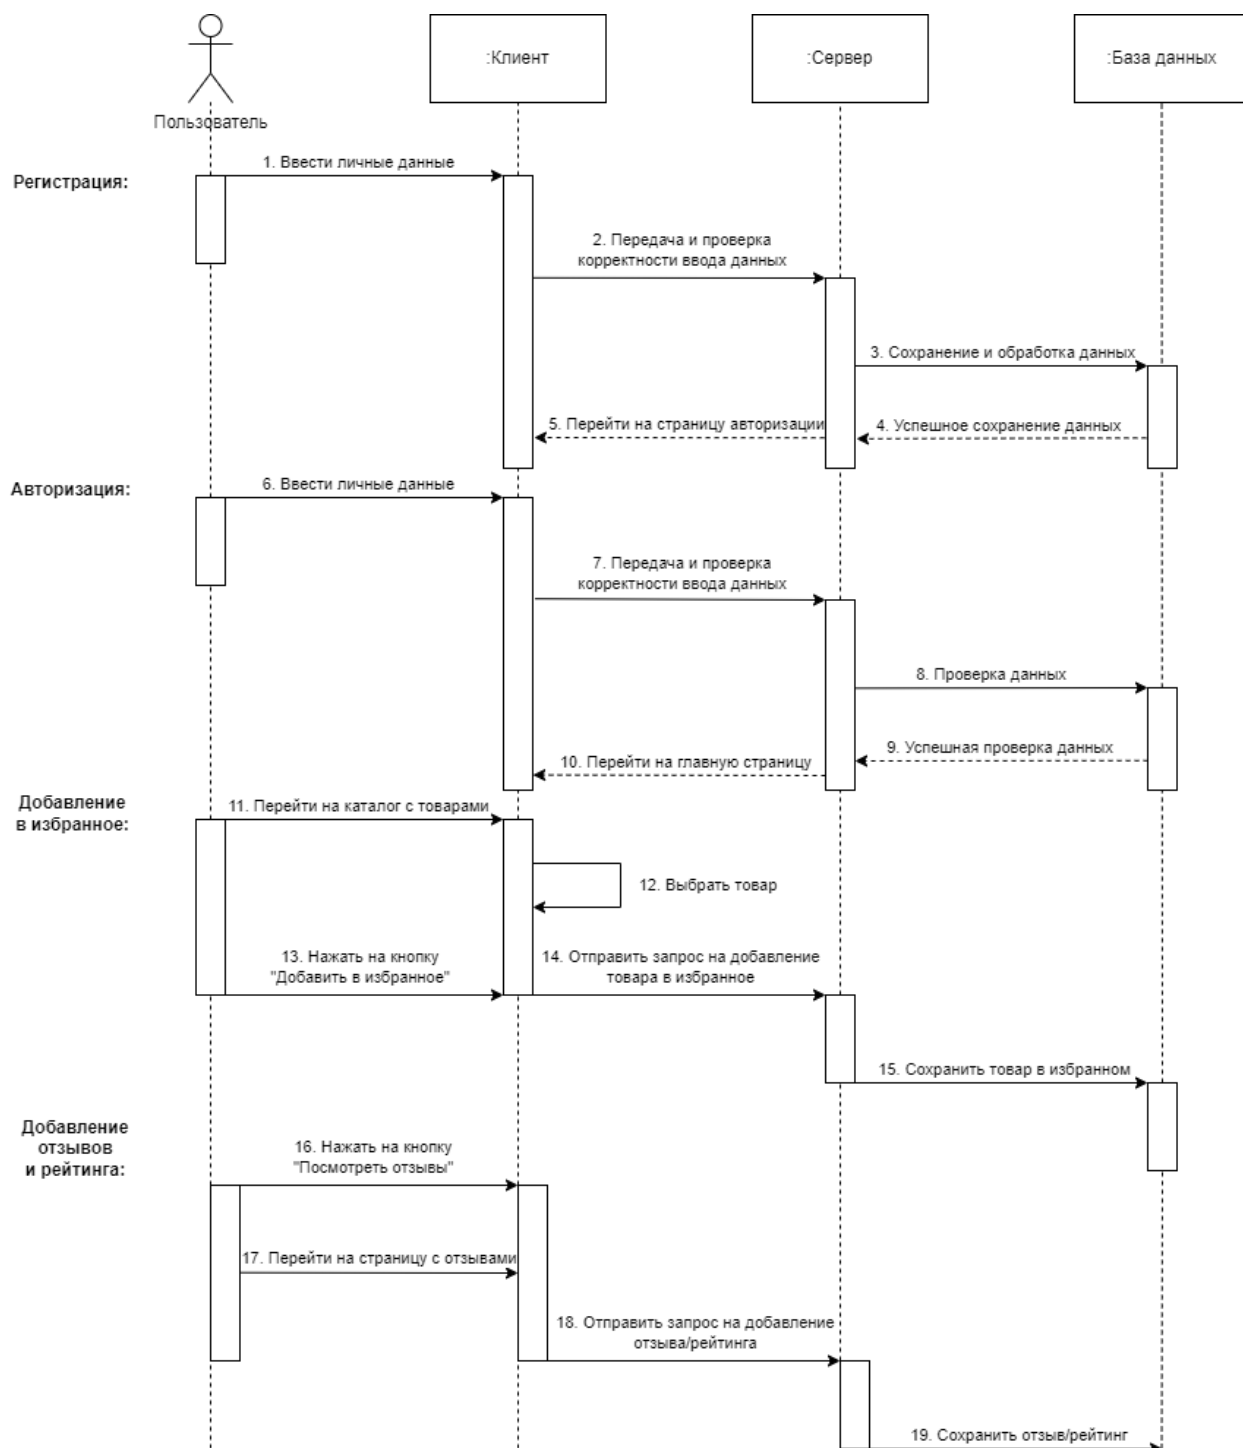 :Клиент
:Сервер
:База данных
Пользователь
1. Ввести личные данные
Регистрация:
2. Передача и проверка
корректности ввода данных
3. Сохранение и обработка данных
5. Перейти на страницу авторизации
4. Успешное сохранение данных
Авторизация:
6. Ввести личные данные
7. Передача и проверка
корректности ввода данных
8. Проверка данных
9. Успешная проверка данных
10. Перейти на главную страницу
Добавление
в избранное:
11. Перейти на каталог с товарами
12. Выбрать товар
13. Нажать на кнопку
"Добавить в избранное"
14. Отправить запрос на добавление
товара в избранное
15. Сохранить товар в избранном
Добавление
отзывов
и рейтинга:
16. Нажать на кнопку
"Посмотреть отзывы"
17. Перейти на страницу с отзывами
18. Отправить запрос на добавление
отзыва/рейтинга
19. Сохранить отзыв/рейтинг